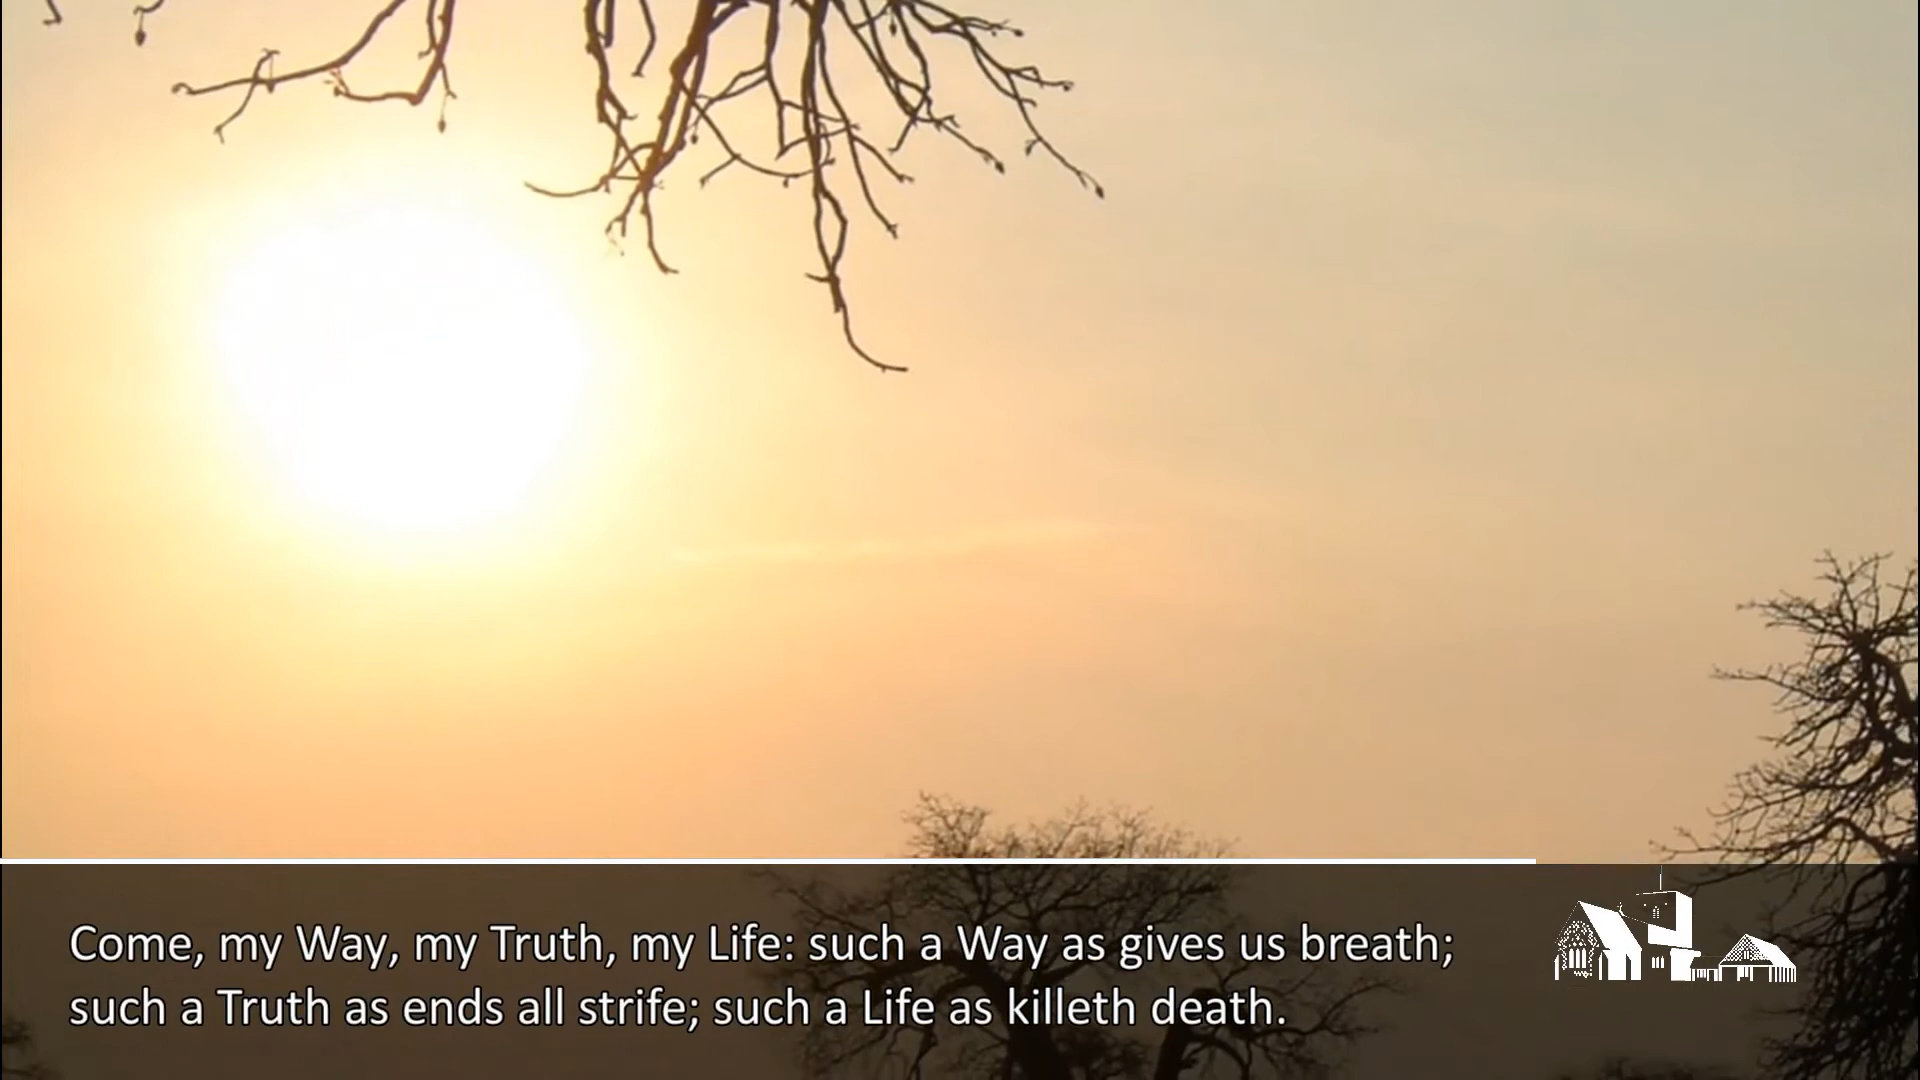 Come, my Way, my Truth, my Life: such a Way as gives us breath;
such a Truth as ends all strife; such a Life as killeth death.